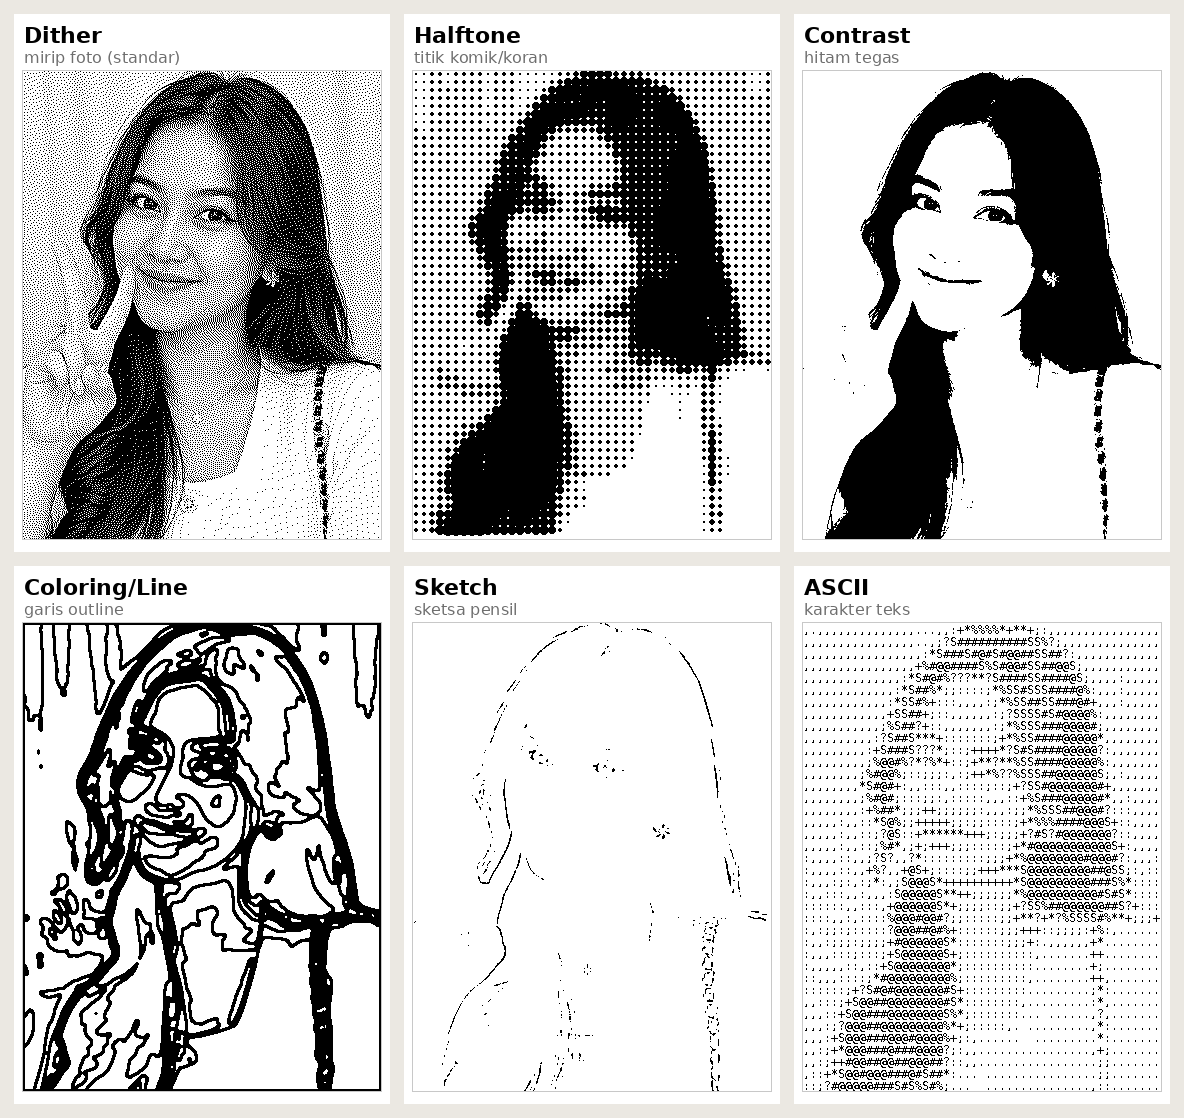 Dither
mirip foto (standar)
Halftone
titik komik/koran
Contrast
hitam tegas
Coloring/Line
garis outline
Sketch
sketsa pensil
ASCII
karakter teks